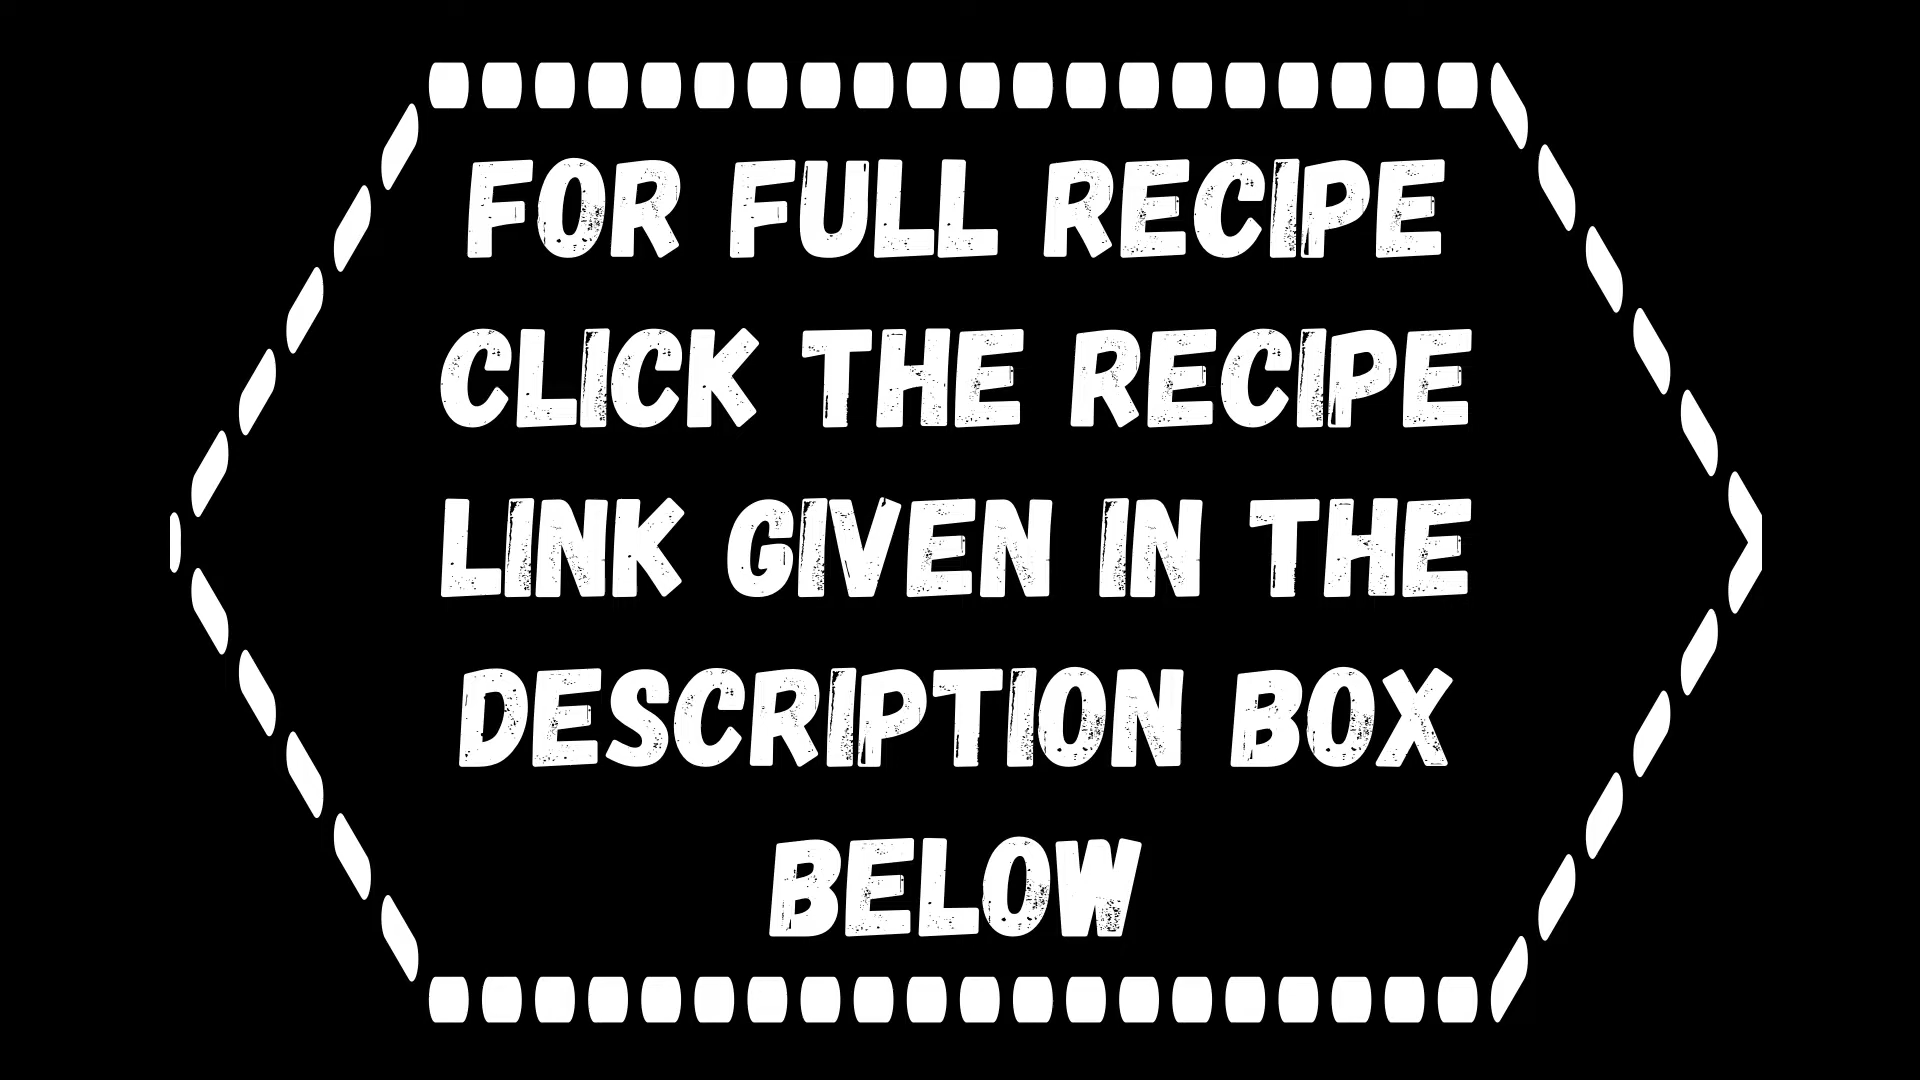 FOR FULL RECIPE
CLICK THE RECIPE
LINK GIVEN IN THE
DESCRIPTION BOX
BELOW